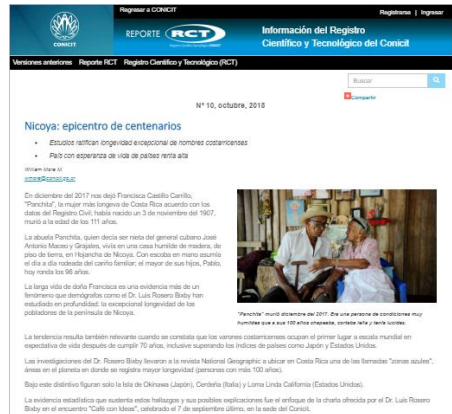 Regresar a CONICIT
Registrarse | Ingresar
CONICIT
REPORTE RCT
Información del Registro
Científico y Tecnológico del Conicit
Versiones anteriores Reporte RCT Registro Científico y Tecnológico (RCT)
Buscar
Compartir
N° 10, octubre, 2018
Nicoya: epicentro de centenarios
• Estudios ratifican longevidad excepcional de hombres costarricenses
• País con esperanza de vida de países renta alta
En diciembre del 2017 nos dejó Francisca Castillo Carrillo,
"Panchita", la mujer más longeva de Costa Rica acuerdo con los
datos del Registro Civil; había nacido un 3 de noviembre del 1907,
murió a la edad de los 111 años.
La abuela Panchita, quien decía ser nieta del general cubano José
Antonio Maceo y Grajales, vivía en una casa humilde de madera, de
piso de tierra, en Hojancha de Nicoya. Con escoba en mano asumía
el día a día rodeada del cariño familiar; el mayor de sus hijos, Pablo,
hoy ronda los 98 años.
La larga vida de doña Francisca es una evidencia más de un
fenómeno que demógrafos como el Dr. Luis Rosero Bixby han
estudiado en profundidad: la excepcional longevidad de los
pobladores de la península de Nicoya.
"Panchita" murió diciembre del 2017. Era una persona de condiciones muy
humildes que a sus 100 años chapeaba, cortaba leña y tenía lucidez.
La tendencia resulta también relevante cuando se constata que los varones costarricenses ocupan el primer lugar a escala mundial en
expectativa de vida después de cumplir 70 años, inclusive superando los índices de países como Japón y Estados Unidos.
Las investigaciones del Dr. Rosero Bixby llevaron a la revista National Geographic a ubicar en Costa Rica una de las llamadas "zonas azules",
áreas en el planeta en donde se registra mayor longevidad (personas con más 100 años).
Bajo este distintivo figuran solo la Isla de Okinawa (Japón), Cerdeña (Italia) y Loma Linda California (Estados Unidos).
La evidencia estadística que sustenta estos hallazgos y sus posibles explicaciones fue el enfoque de la charla ofrecida por el Dr. Luis Rosero
Bixby en el encuentro "Café con Ideas", celebrado el 7 de septiembre último, en la sede del Conicit.